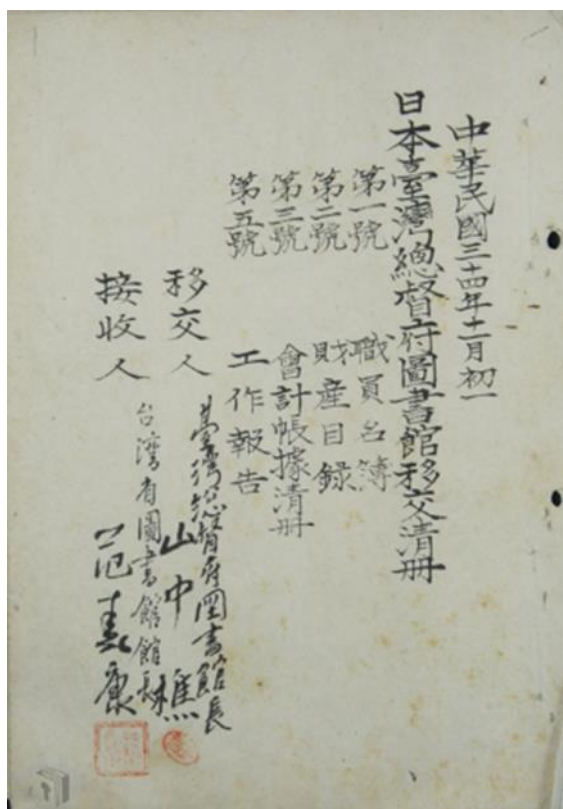 中華民國三十四年十二月初一
日本臺灣總督府圖書館移交清冊
第一號 職員名簿
第二號 財產目錄
第三號 會計帳據清冊
第五號 工作報告
移交人 臺灣総督府图書館長 山中樵
接收人 台灣省圖書館館長 范壽康